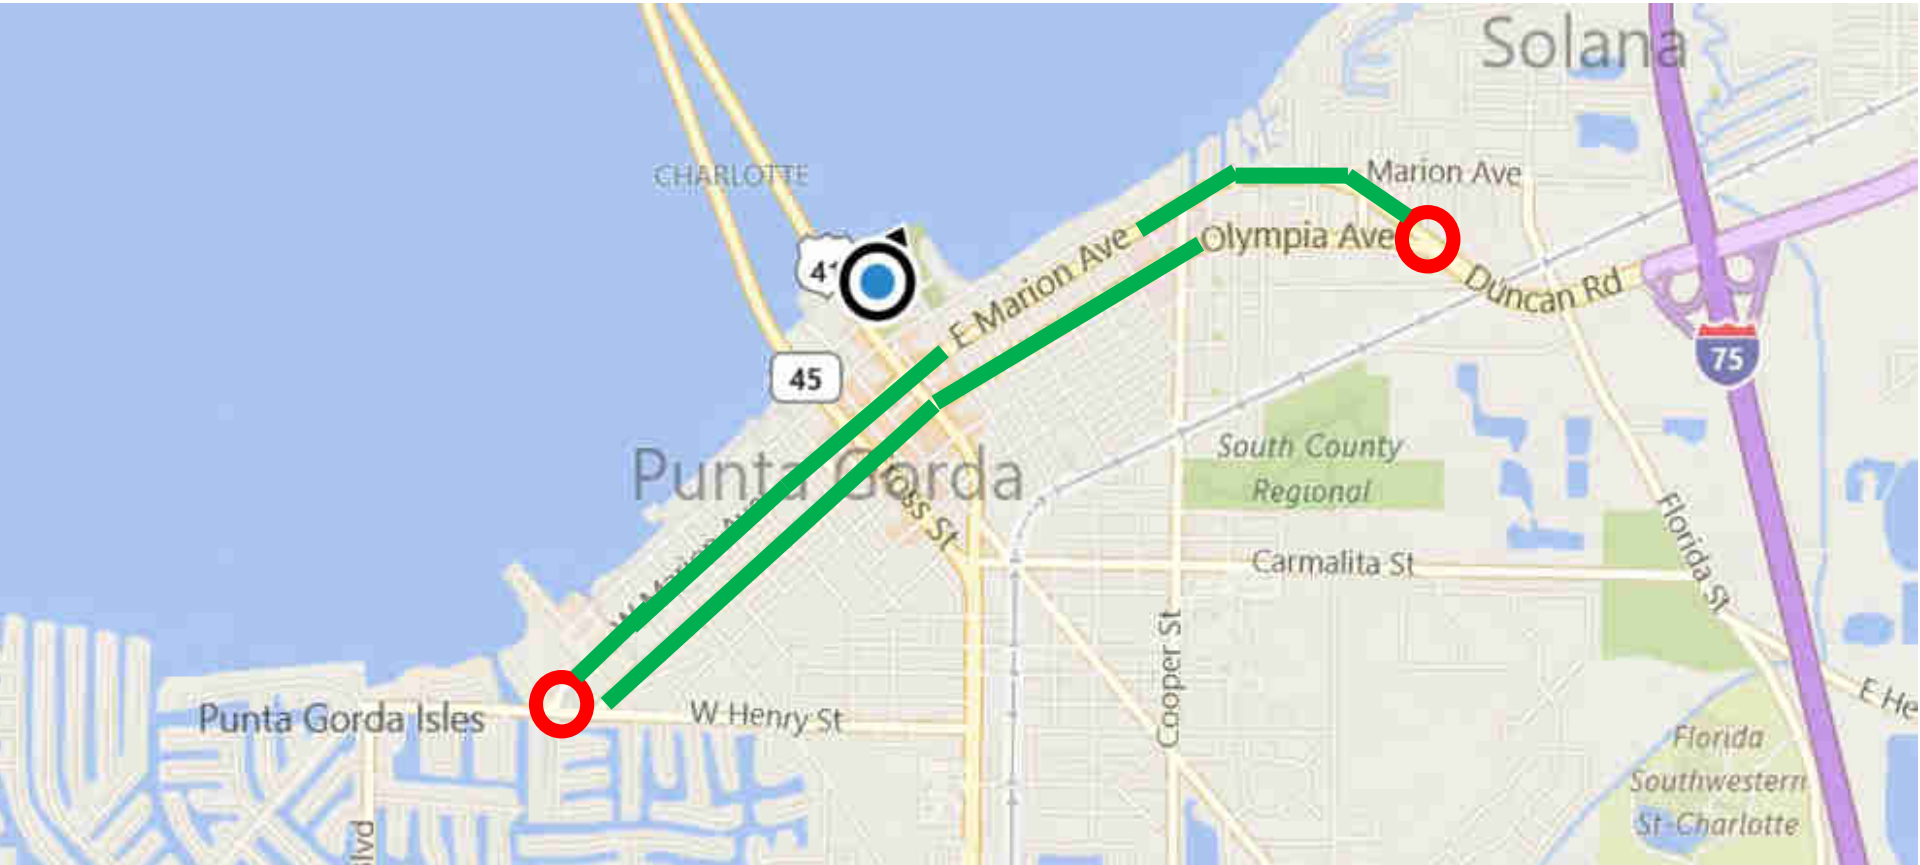 Solana
CHARLOTTE
Marion Ave
Olympia Ave
E Marion Ave
Duncan Rd
45
75
South County
Regional
Punta Gorda
Carmalita St
Florida St
Cooper St
Punta Gorda Isles
W Henry St
Florida
Southwestern
St-Charlotte